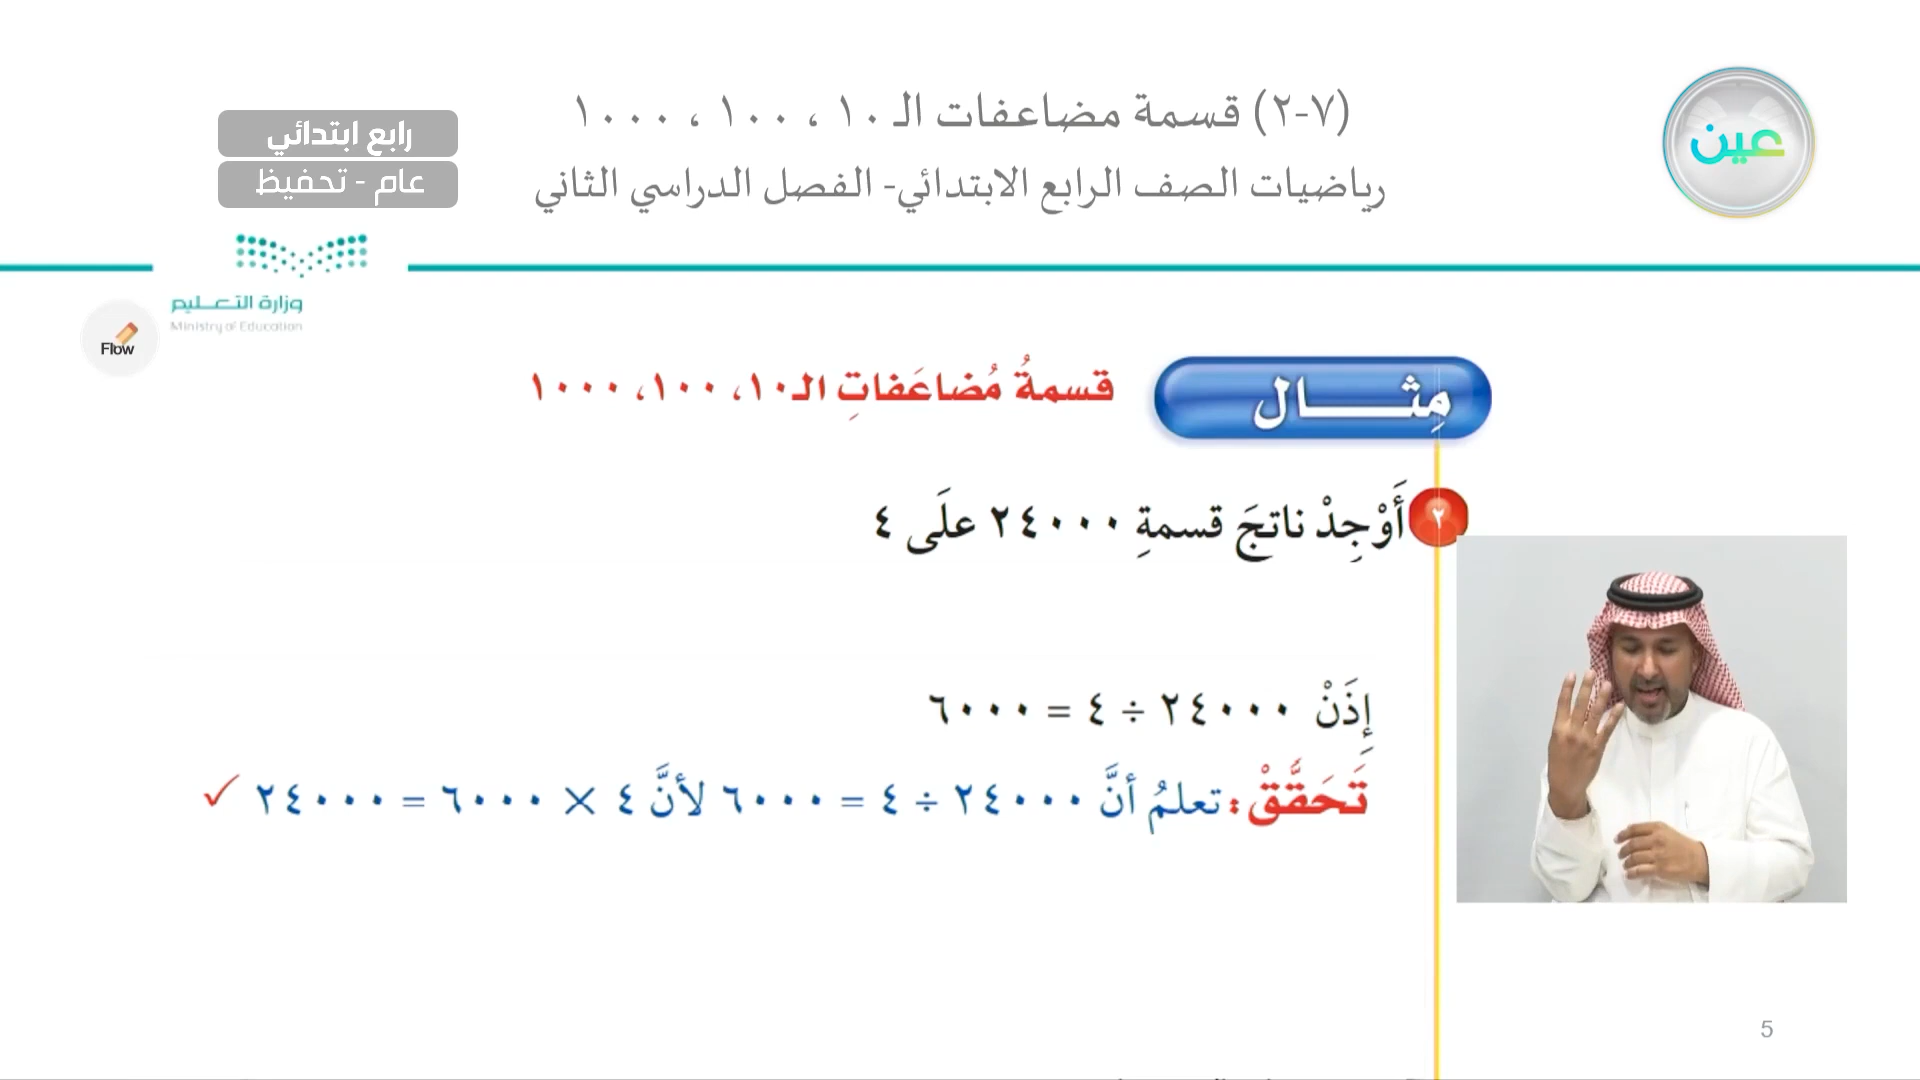 (٧-٢) قسمة مضاعفات الـ ١٠ ، ١٠٠ ، ١٠٠٠
رياضيات الصف الرابع الابتدائي- الفصل الدراسي الثاني
عين
رابع ابتدائي
عام - تحفيظ
وزارة التعليم
Ministry of Education
Flow
مِثال
قسمةُ مُضاعَفاتِ الـ١٠، ١٠٠، ١٠٠٠
٢ أَوْجِدْ ناتجَ قسمةِ ٢٤٠٠٠ علَى ٤
إِذَنْ ٢٤٠٠٠ ÷ ٤ = ٦٠٠٠
تَحَقَّقْ: تعلمُ أنَّ ٢٤٠٠٠ ÷ ٤ = ٦٠٠٠ لأنَّ ٤ × ٦٠٠٠ = ٢٤٠٠٠ ✓
5